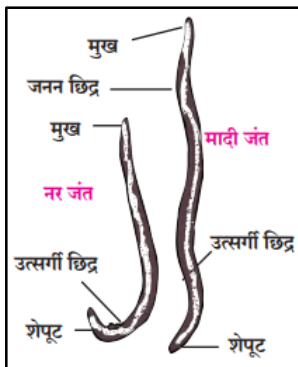 मुख
जनन छिद्र
मुख
मादी जंत
नर जंत
उत्सर्गी छिद्र
उत्सर्गी छिद्र
शेपूट
शेपूट